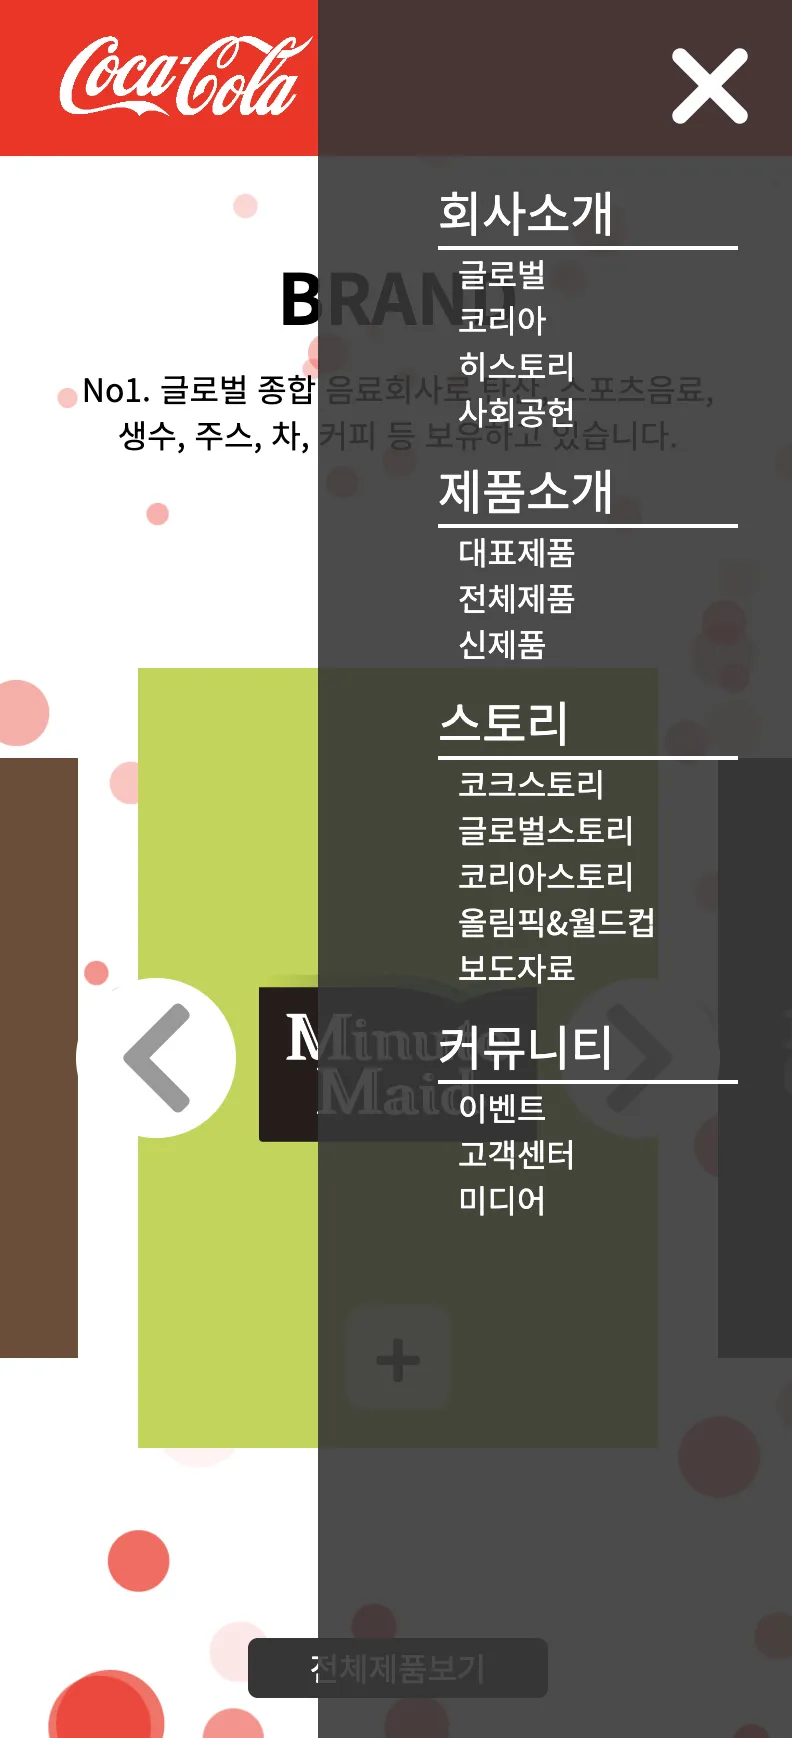 Coca-Cola
회사소개
글로벌
코리아
히스토리
사회공헌
제품소개
대표제품
전체제품
신제품
스토리
코크스토리
글로벌스토리
코리아스토리
올림픽&월드컵
보도자료
커뮤니티
이벤트
고객센터
미디어
BRAND
No1. 글로벌 종합 음료회사로 탄산, 스포츠음료,
생수, 주스, 차, 커피 등 보유하고 있습니다.
Minute
Maid
전체제품보기